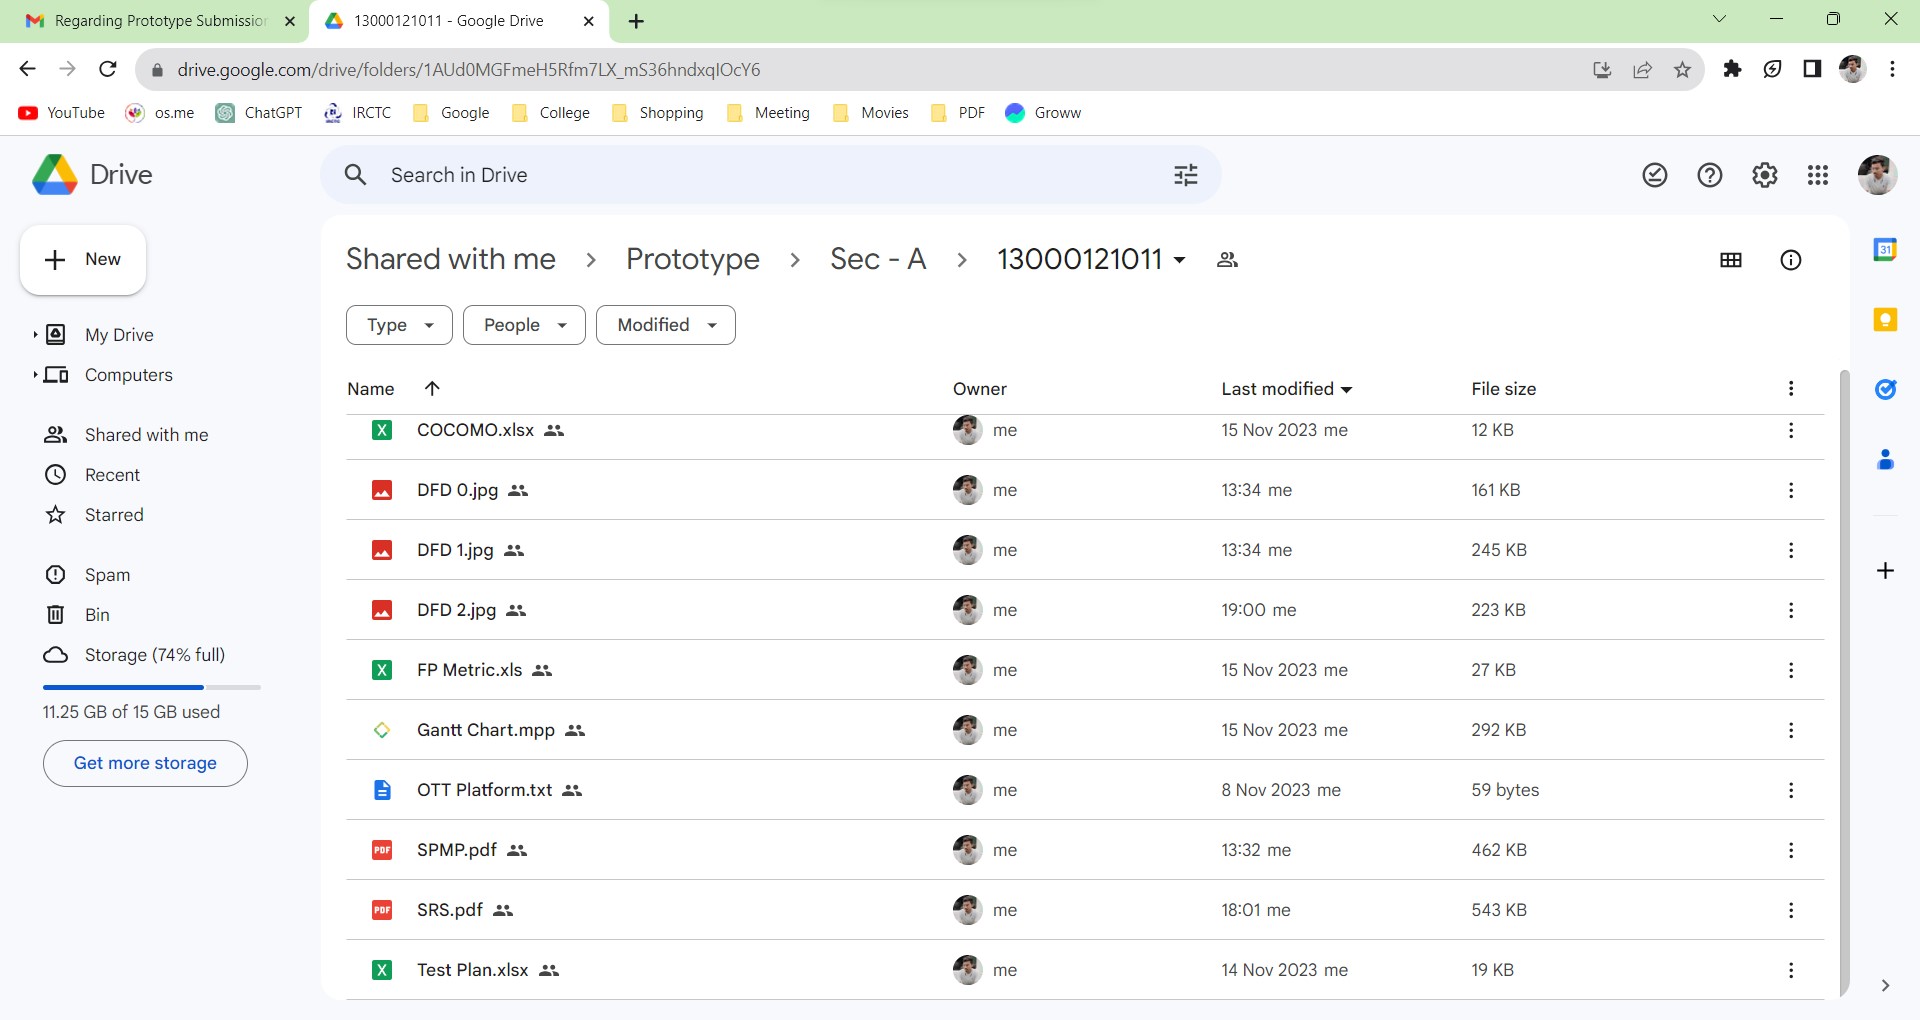 Regarding Prototype Submission
13000121011 - Google Drive
drive.google.com/drive/folders/1AUd0MGFmeH5Rfm7LX_mS36hndxqIOcY6
YouTube os.me ChatGPT IRCTC Google College Shopping Meeting Movies PDF Groww
Drive
Search in Drive
New
My Drive
Computers
Shared with me
Recent
Starred
Spam
Bin
Storage (74% full)
11.25 GB of 15 GB used
Get more storage
Shared with me > Prototype > Sec - A > 13000121011
Type People Modified
Name Owner Last modified File size
COCOMO.xlsx me 15 Nov 2023 me 12 KB
DFD 0.jpg me 13:34 me 161 KB
DFD 1.jpg me 13:34 me 245 KB
DFD 2.jpg me 19:00 me 223 KB
FP Metric.xls me 15 Nov 2023 me 27 KB
Gantt Chart.mpp me 15 Nov 2023 me 292 KB
OTT Platform.txt me 8 Nov 2023 me 59 bytes
PDF SPMP.pdf me 13:32 me 462 KB
PDF SRS.pdf me 18:01 me 543 KB
Test Plan.xlsx me 14 Nov 2023 me 19 KB
31